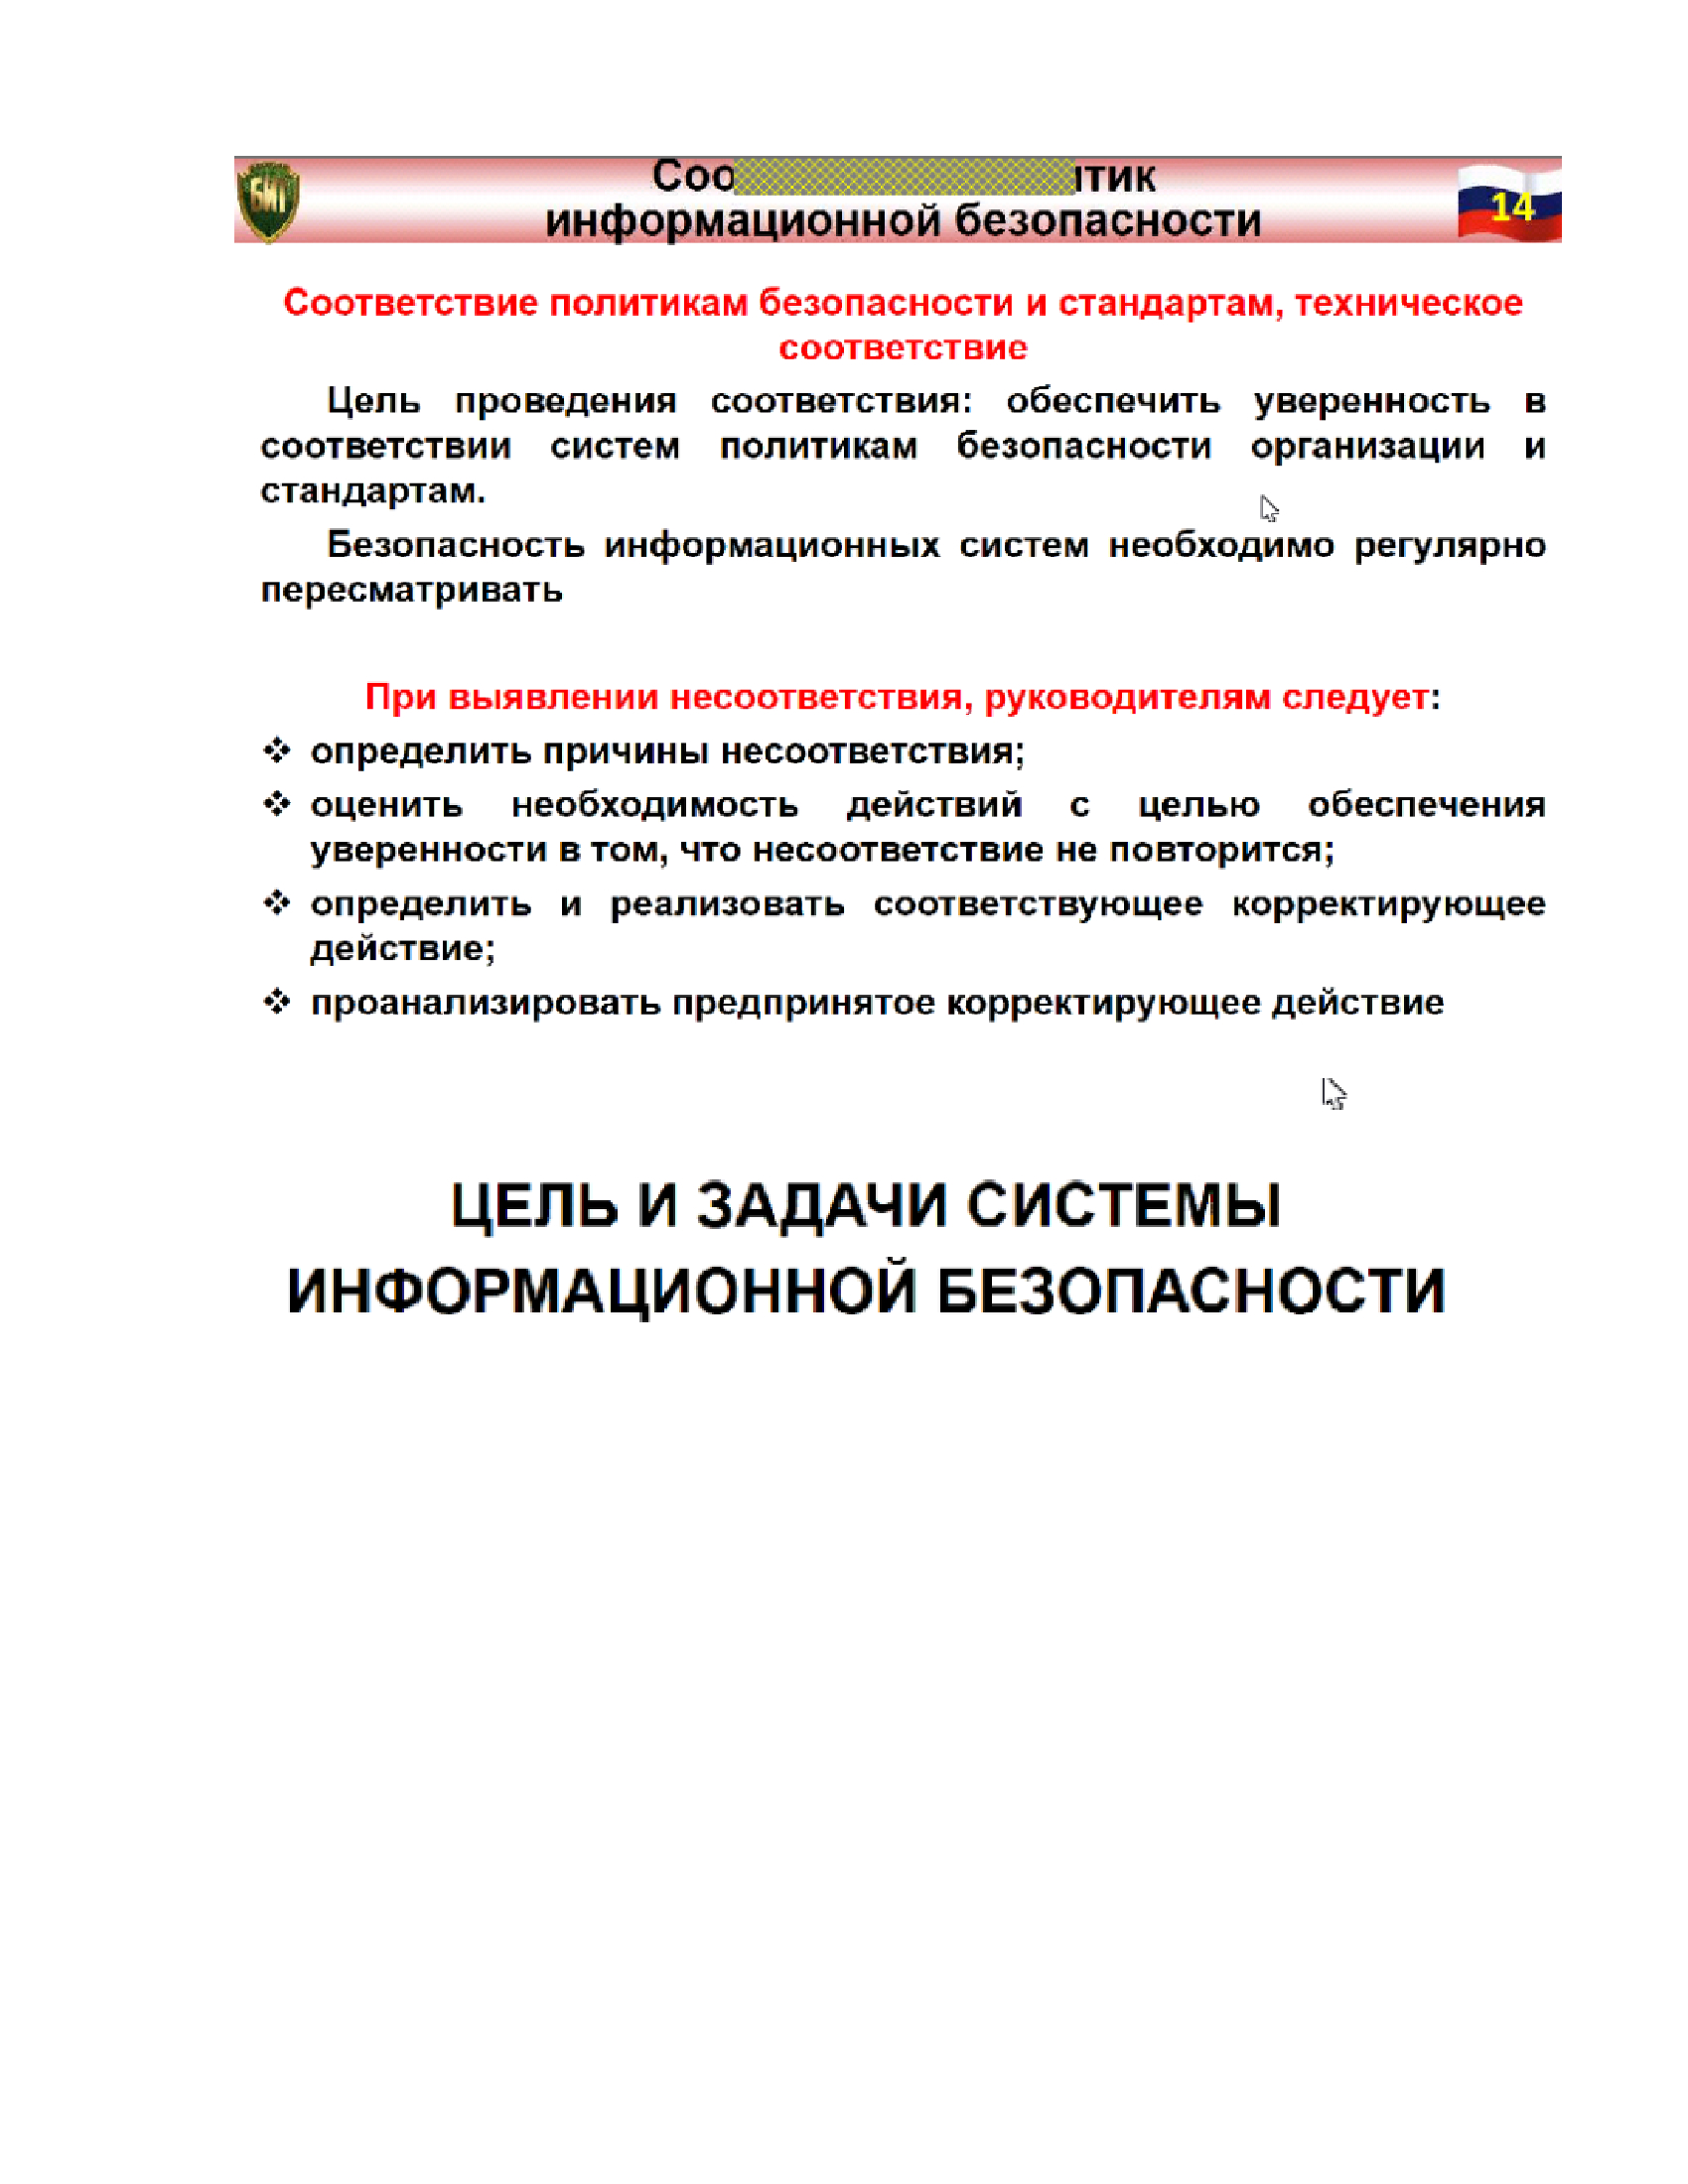 информационной безопасности
БИТ
14
Соответствие политикам безопасности и стандартам, техническое
соответствие
Цель проведения соответствия: обеспечить уверенность в
соответствии систем политикам безопасности организации и
стандартам.
Безопасность информационных систем необходимо регулярно
пересматривать
При выявлении несоответствия, руководителям следует:
❖ определить причины несоответствия;
❖ оценить необходимость действий с целью обеспечения
уверенности в том, что несоответствие не повторится;
❖ определить и реализовать соответствующее корректирующее
действие;
❖ проанализировать предпринятое корректирующее действие
ЦЕЛЬ И ЗАДАЧИ СИСТЕМЫ
ИНФОРМАЦИОННОЙ БЕЗОПАСНОСТИ